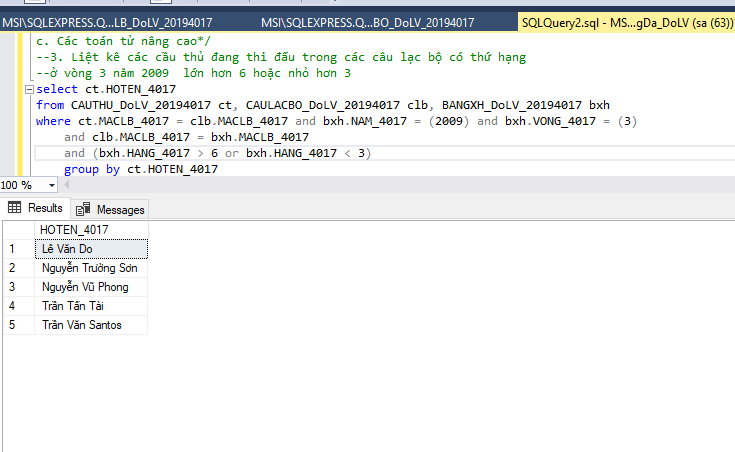 MSI\SQLEXPRESS.Q...LB_DoLV_20194017 MSI\SQLEXPRESS.Q...BO_DoLV_20194017 SQLQuery2.sql - MS...gDa_DoLV (sa (63))
c. Các toán tử nâng cao*/
--3. Liệt kê các cầu thủ đang thi đấu trong các câu lạc bộ có thứ hạng
--ở vòng 3 năm 2009  lớn hơn 6 hoặc nhỏ hơn 3
select ct.HOTEN_4017
from CAUTHU_DoLV_20194017 ct, CAULACBO_DoLV_20194017 clb, BANGXH_DoLV_20194017 bxh
where ct.MACLB_4017 = clb.MACLB_4017 and bxh.NAM_4017 = (2009) and bxh.VONG_4017 = (3)
and clb.MACLB_4017 = bxh.MACLB_4017
and (bxh.HANG_4017 > 6 or bxh.HANG_4017 < 3)
group by ct.HOTEN_4017
100 %
Results Messages
HOTEN_4017
1 Lê Văn Do
2 Nguyễn Trường Sơn
3 Nguyễn Vũ Phong
4 Trần Tấn Tài
5 Trần Văn Santos